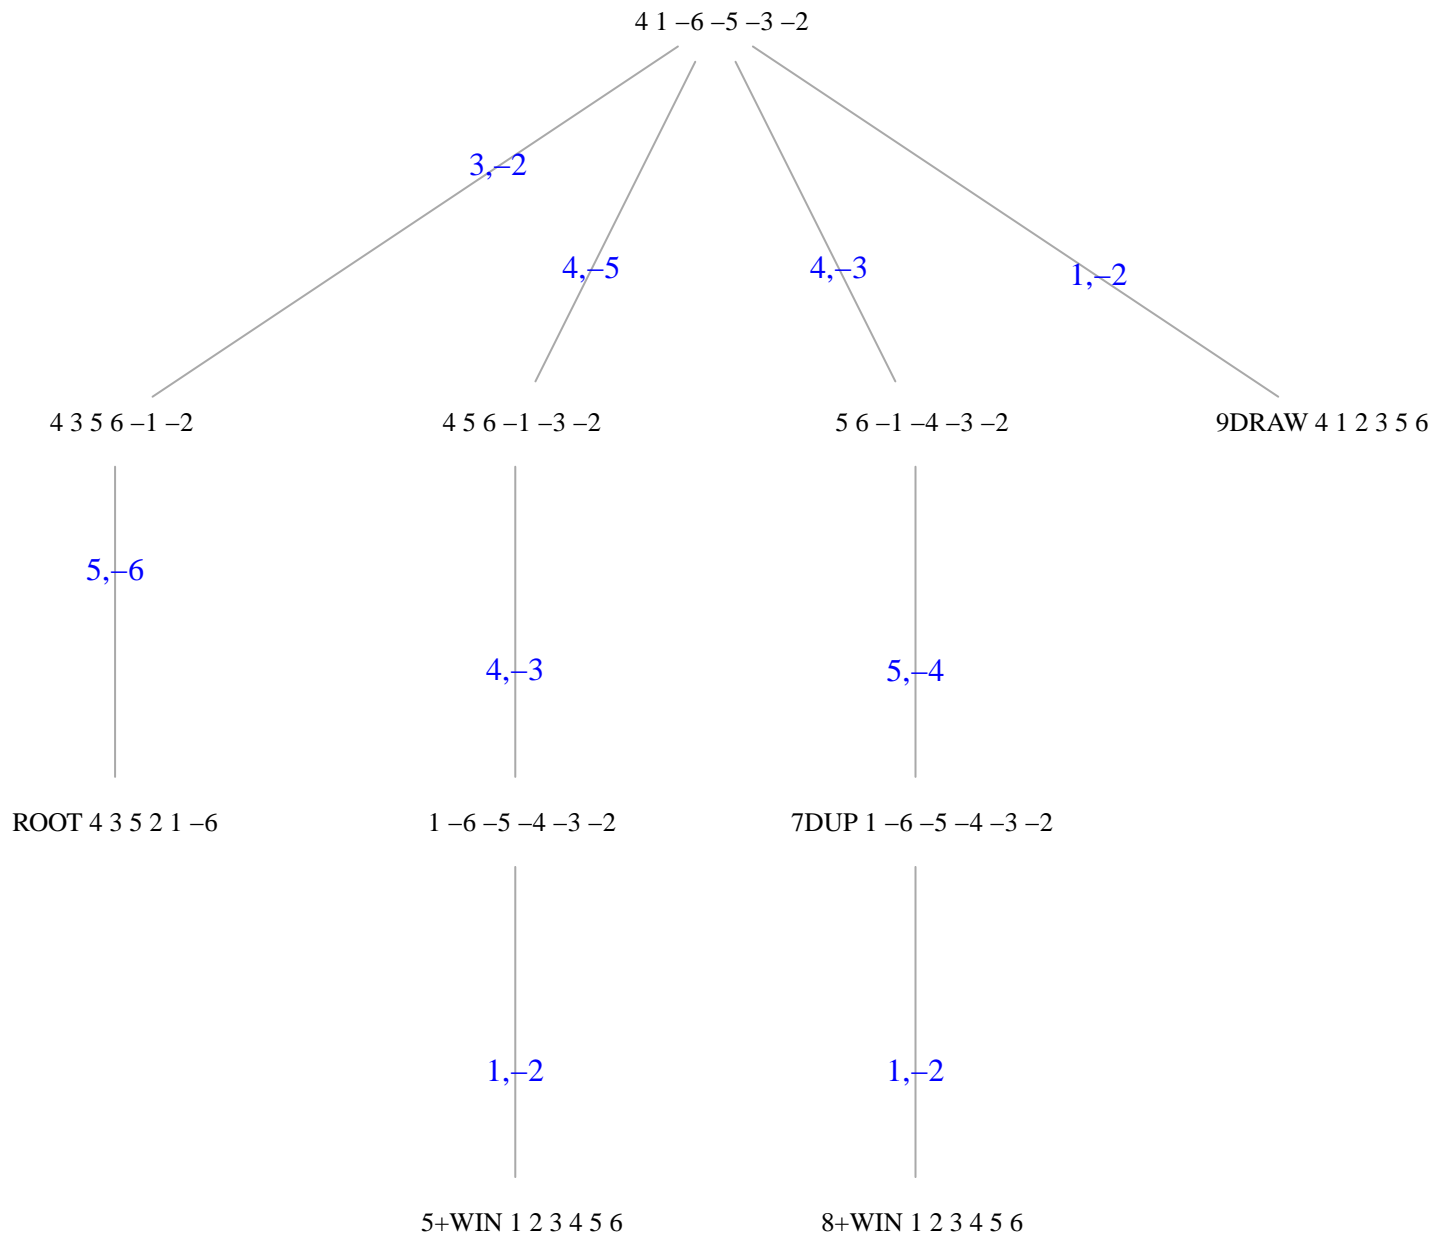 4 1 –6 –5 –3 –2
3,–2
4,–5
4,–3
1,–2
4 3 5 6 –1 –2
4 5 6 –1 –3 –2
5 6 –1 –4 –3 –2
9DRAW 4 1 2 3 5 6
5,–6
4,–3
5,–4
ROOT 4 3 5 2 1 –6
1 –6 –5 –4 –3 –2
7DUP 1 –6 –5 –4 –3 –2
1,–2
1,–2
5+WIN 1 2 3 4 5 6
8+WIN 1 2 3 4 5 6